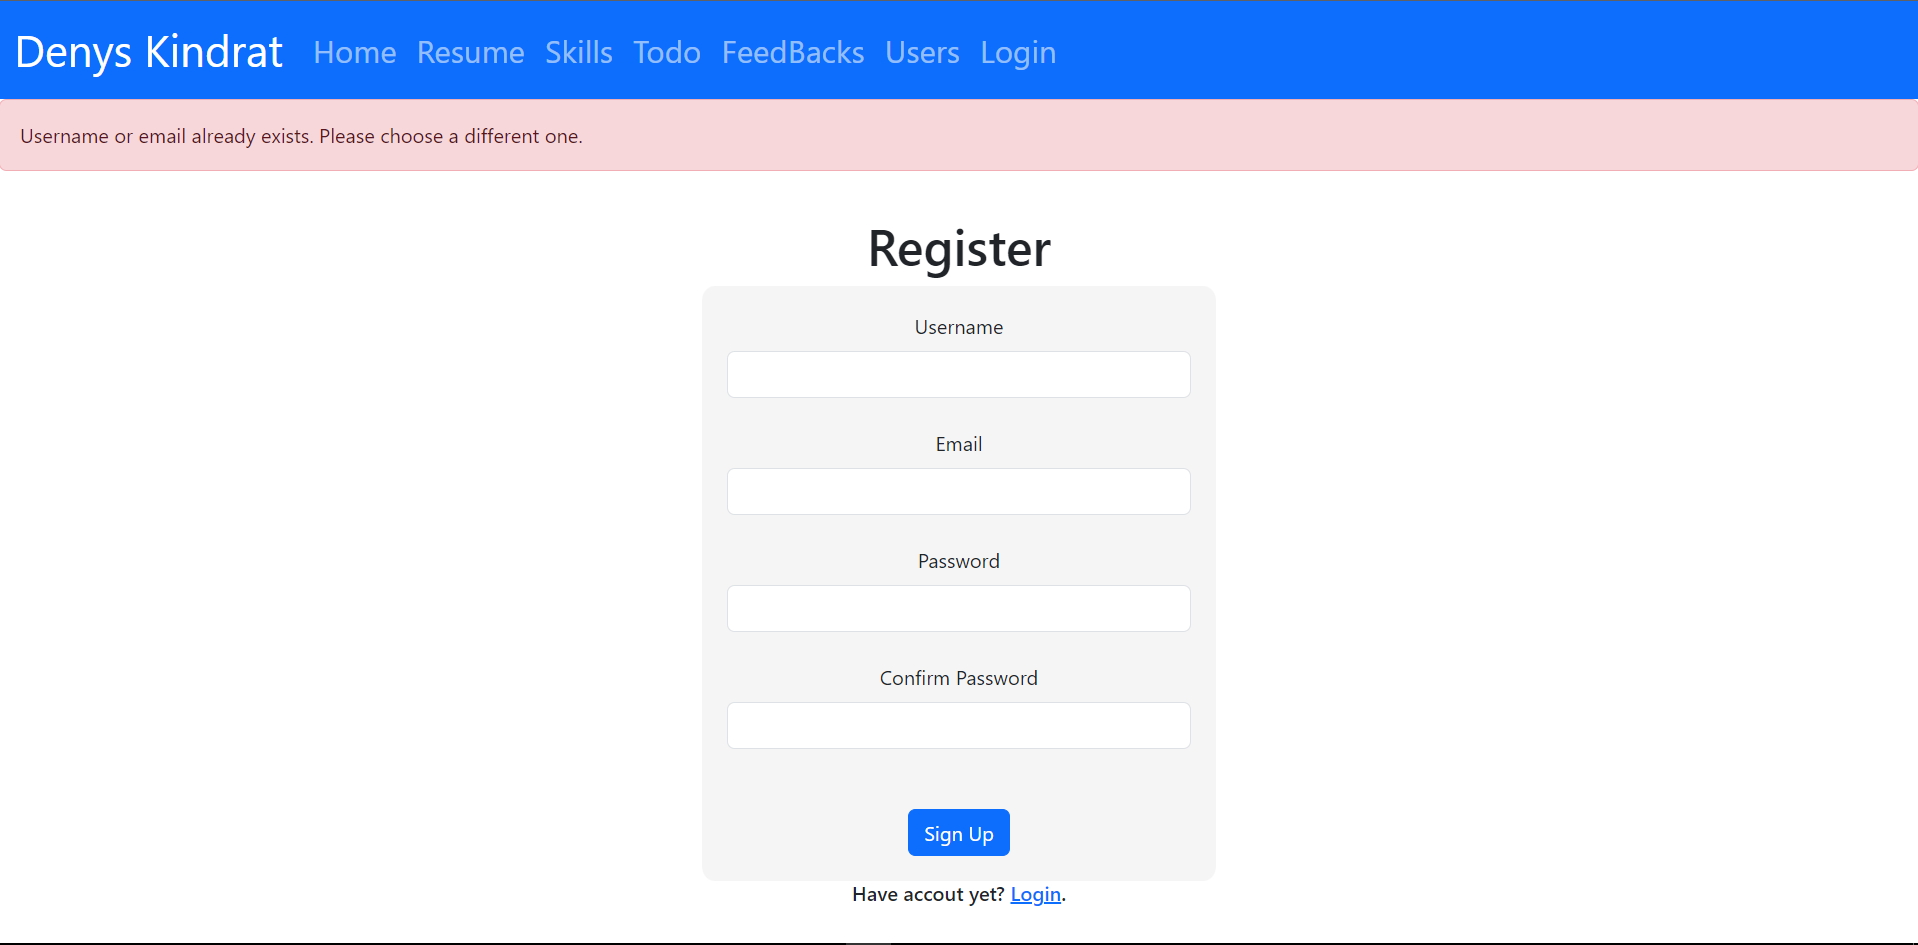 Denys Kindrat Home Resume Skills Todo FeedBacks Users Login
Username or email already exists. Please choose a different one.
Register
Username
Email
Password
Confirm Password
Sign Up
Have accout yet? Login.